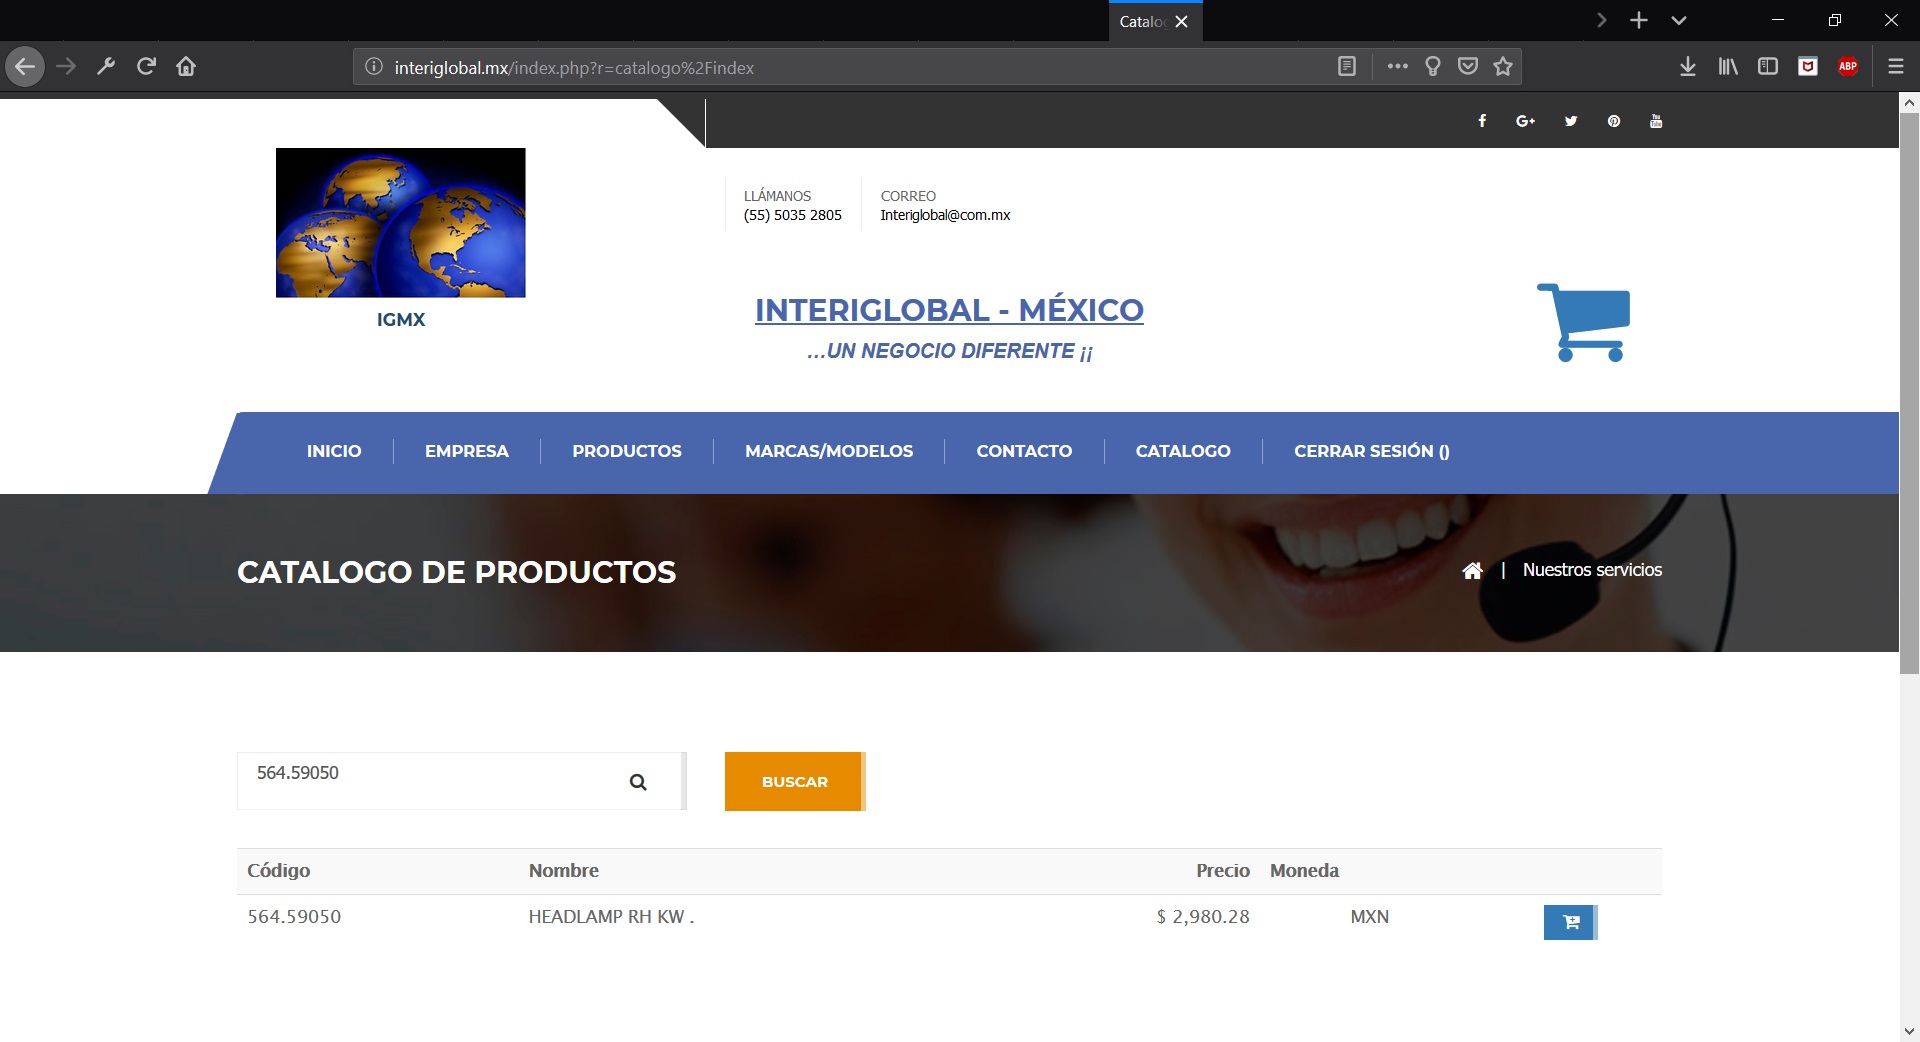 Catalo
interiglobal.mx/index.php?r=catalogo%2Findex
ABP
LLÁMANOS
(55) 5035 2805
CORREO
Interiglobal@com.mx
IGMX
INTERIGLOBAL - MÉXICO
...UN NEGOCIO DIFERENTE ¡¡
INICIO
EMPRESA
PRODUCTOS
MARCAS/MODELOS
CONTACTO
CATALOGO
CERRAR SESIÓN ()
CATALOGO DE PRODUCTOS
| Nuestros servicios
564.59050
BUSCAR
Código Nombre Precio Moneda
564.59050 HEADLAMP RH KW . $ 2,980.28 MXN